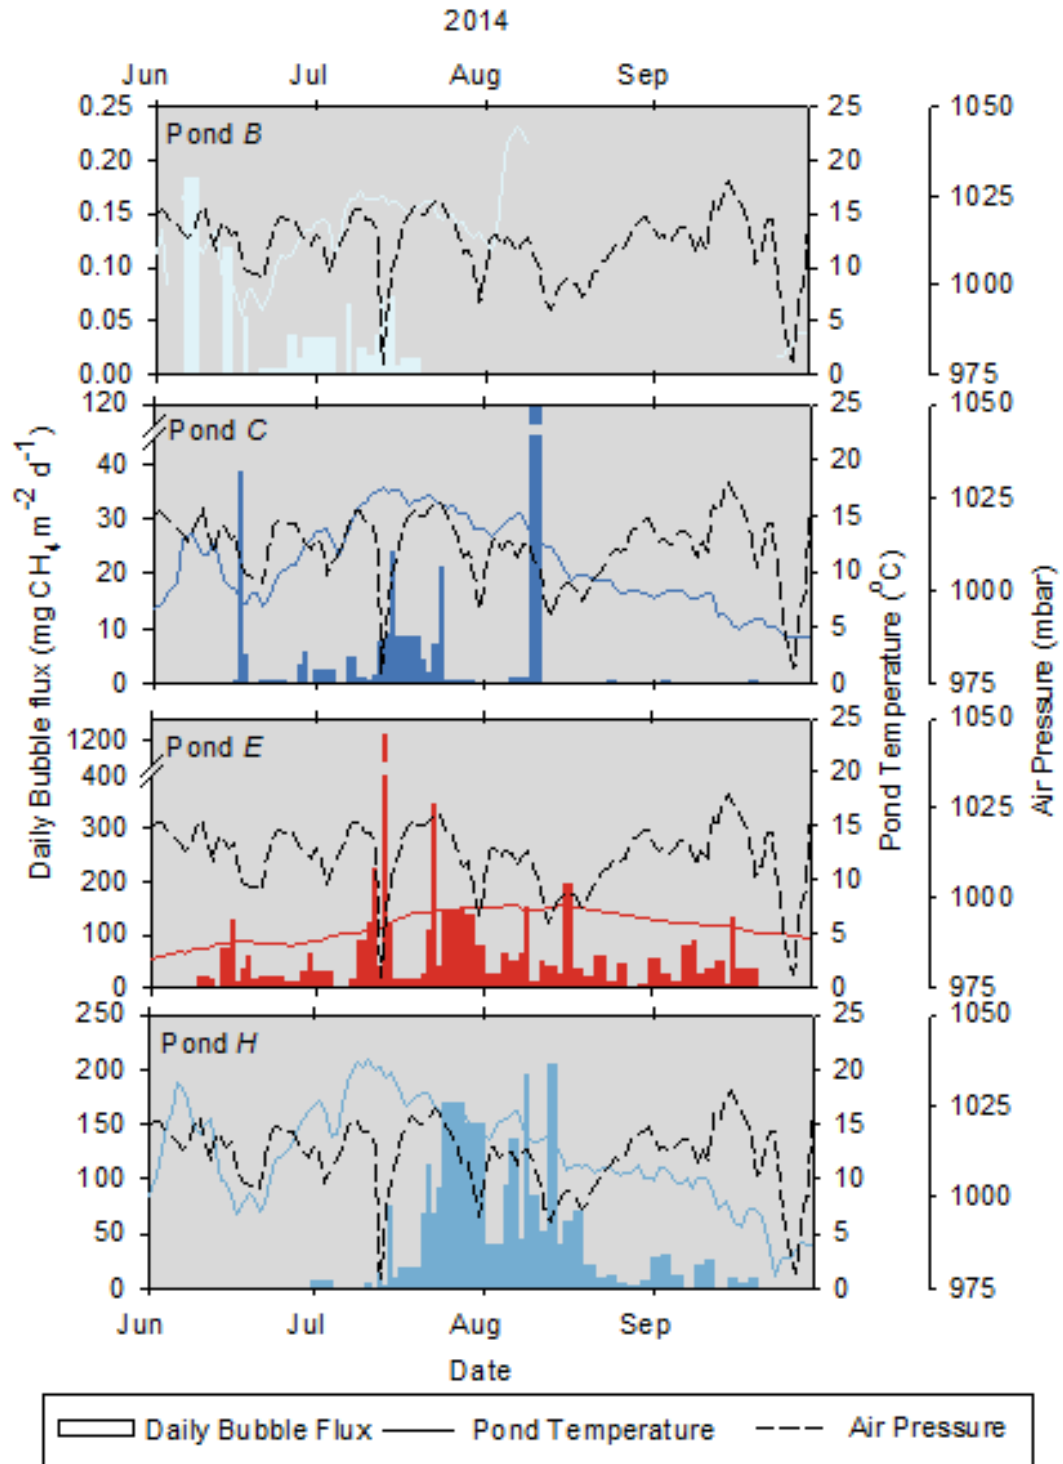 2014
Jun Jul Aug Sep
0.25 25 1050
Pond B
0.20 20
0.15 15 1025
0.10 10 1000
0.05 5
0.00 0 975
120 25 1050
Pond C
40 20
30 15 1025
20 10 1000
10 5
0 0 975
25 1050
1200
Pond E
400 20
300 15 1025
200 10 1000
100 5
0 0 975
250 25 1050
Pond H
200 20
150 15 1025
100 10 1000
50 5
0 0 975
Daily Bubble flux (mg CH4 m-2 d-1)
Pond Temperature (oC)
Air Pressure (mbar)
Jun Jul Aug Sep
Date
Daily Bubble Flux Pond Temperature Air Pressure